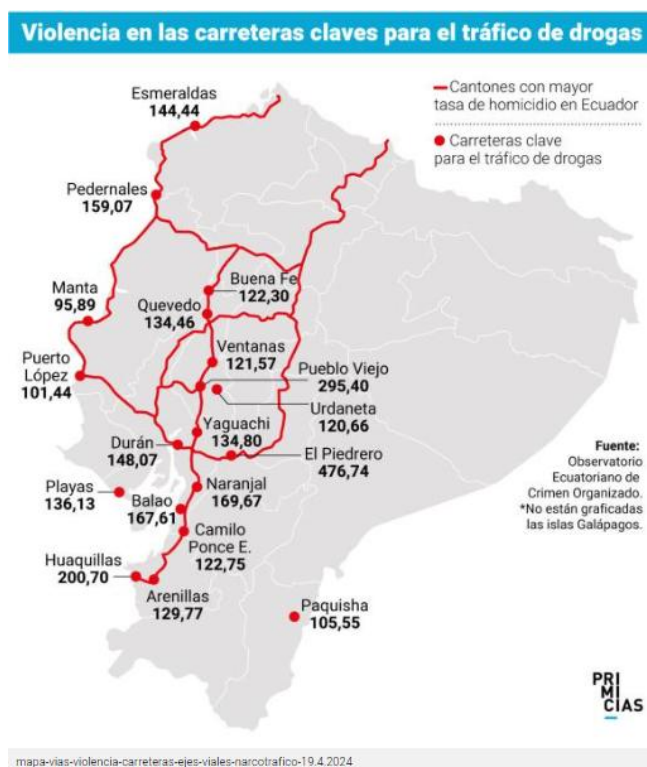 Violencia en las carreteras claves para el tráfico de drogas
Esmeraldas
144,44
Cantones con mayor
tasa de homicidio en Ecuador
Carreteras clave
para el tráfico de drogas
Pedernales
159,07
Manta
95,89
Buena Fe
122,30
Quevedo
134,46
Ventanas
121,57
Puerto
López
101,44
Pueblo Viejo
295,40
Urdaneta
120,66
Yaguachi
134,80
Durán
148,07
El Piedrero
476,74
Fuente:
Observatorio
Ecuatoriano de
Crimen Organizado.
*No están graficadas
las islas Galápagos.
Playas
136,13
Naranjal
169,67
Balao
167,61
Camilo
Ponce E.
122,75
Huaquillas
200,70
Arenillas
129,77
Paquisha
105,55
PRI
MI
CIAS
mapa-vias-violencia-carreteras-ejes-viales-narcotrafico-19.4.2024